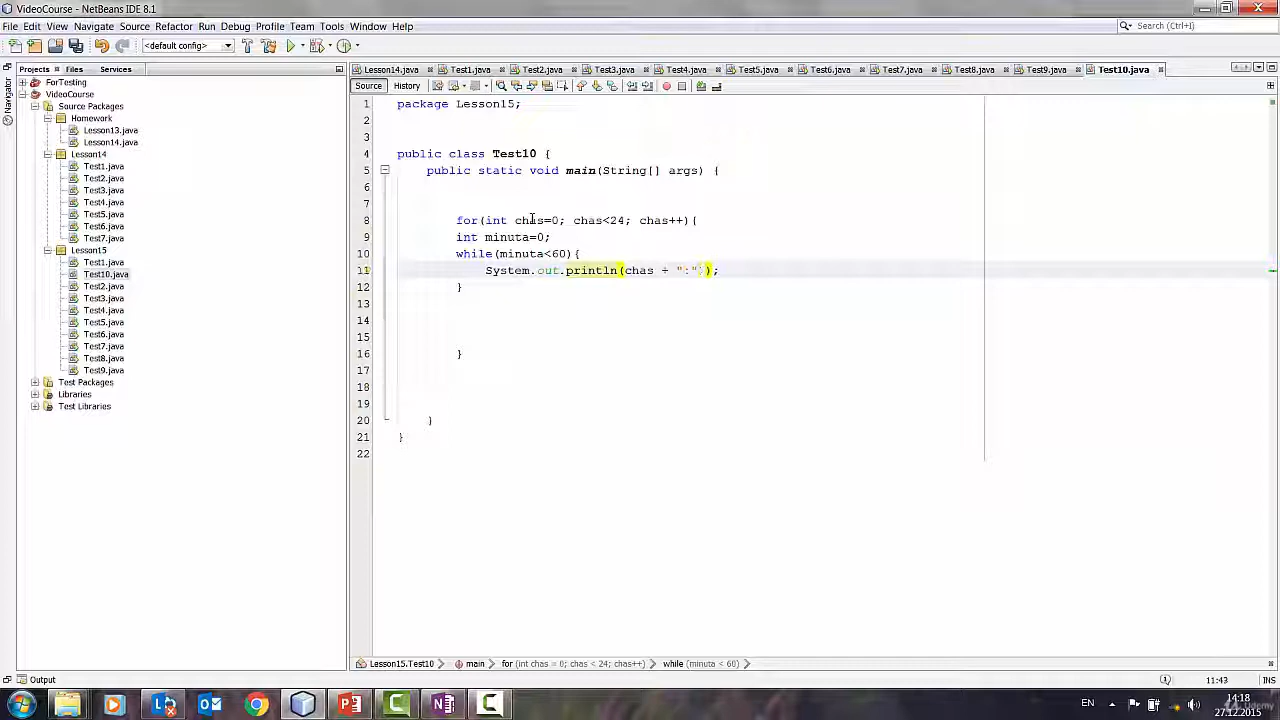 VideoCourse - NetBeans IDE 8.1
File Edit View Navigate Source Refactor Run Debug Profile Team Tools Window Help
Search (Ctrl+I)
<default config>
Projects Files Services
Navigator
ForTesting
VideoCourse
Source Packages
Homework
Lesson13.java
Lesson14.java
Lesson14
Test1.java
Test2.java
Test3.java
Test4.java
Test5.java
Test6.java
Test7.java
Lesson15
Test1.java
Test10.java
Test2.java
Test3.java
Test4.java
Test5.java
Test6.java
Test7.java
Test8.java
Test9.java
Test Packages
Libraries
Test Libraries
Lesson14.java Test1.java Test2.java Test3.java Test4.java Test5.java Test6.java Test7.java Test8.java Test9.java Test10.java
Source History
1 package Lesson15;
2
3
4 public class Test10 {
5 public static void main(String[] args) {
6
7
8 for(int chas=0; chas<24; chas++){
9 int minuta=0;
10 while(minuta<60){
11 System.out.println(chas + ":");
12 }
13
14
15
16 }
17
18
19
20 }
21 }
22
Lesson15.Test10 main for (int chas = 0; chas < 24; chas++) while (minuta < 60)
Output
11:43 INS
EN
14:18
27.12.2015
Udemy